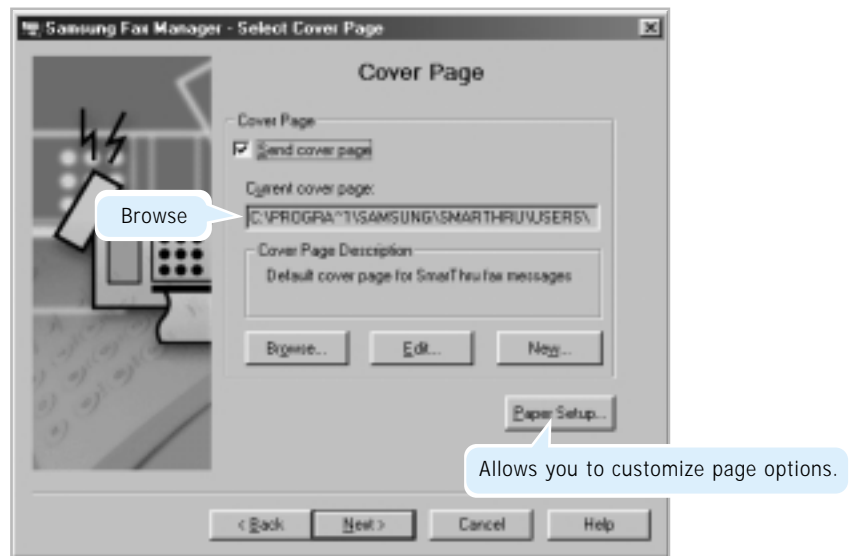 Samsung Fax Manager - Select Cover Page
Cover Page
Cover Page
Send cover page
Current cover page:
Browse
C:\PROGRA~1\SAMSUNG\SMARTHRU\USERS\
Cover Page Description
Default cover page for SmarThru fax messages
Browse...
Edit...
New...
Paper Setup...
Allows you to customize page options.
< Back
Next >
Cancel
Help